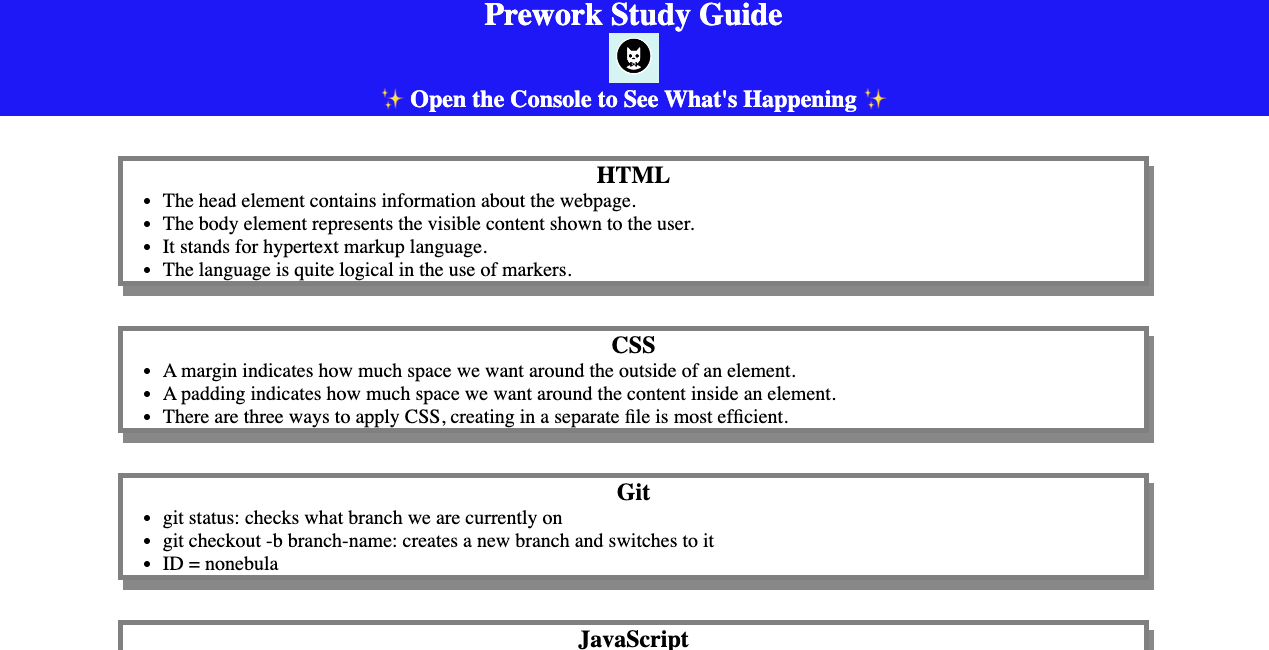 Prework Study Guide
✨ Open the Console to See What's Happening ✨
HTML
• The head element contains information about the webpage.
• The body element represents the visible content shown to the user.
• It stands for hypertext markup language.
• The language is quite logical in the use of markers.
CSS
• A margin indicates how much space we want around the outside of an element.
• A padding indicates how much space we want around the content inside an element.
• There are three ways to apply CSS, creating in a separate file is most efficient.
Git
• git status: checks what branch we are currently on
• git checkout -b branch-name: creates a new branch and switches to it
• ID = nonebula
JavaScript